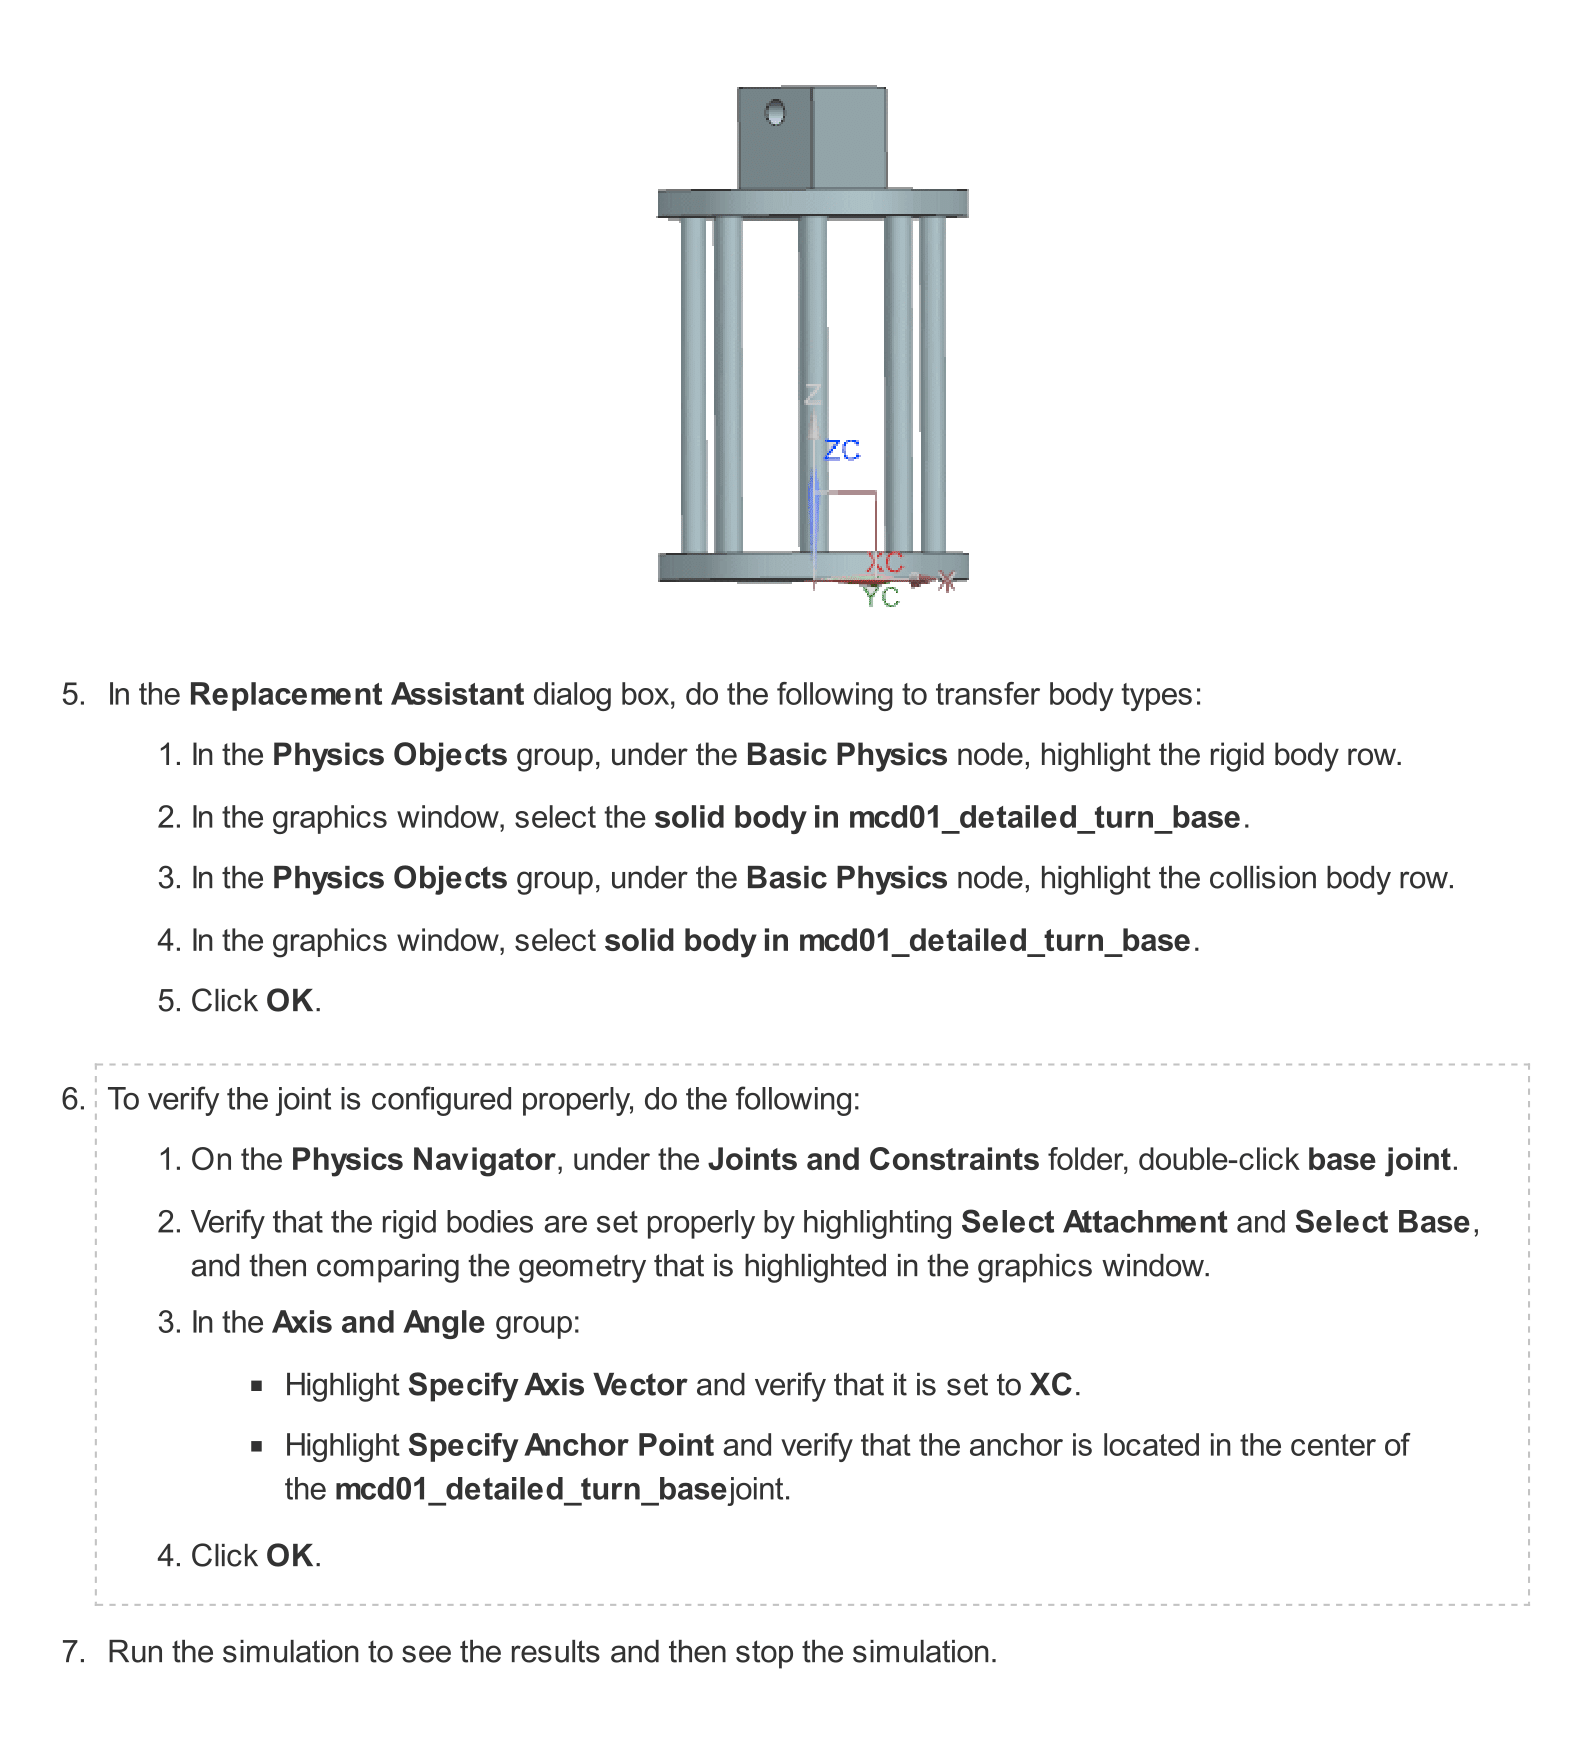 Z
ZC
XC
YC
X
5. In the Replacement Assistant dialog box, do the following to transfer body types:
1. In the Physics Objects group, under the Basic Physics node, highlight the rigid body row.
2. In the graphics window, select the solid body in mcd01_detailed_turn_base.
3. In the Physics Objects group, under the Basic Physics node, highlight the collision body row.
4. In the graphics window, select solid body in mcd01_detailed_turn_base.
5. Click OK.
6. To verify the joint is configured properly, do the following:
1. On the Physics Navigator, under the Joints and Constraints folder, double-click base joint.
2. Verify that the rigid bodies are set properly by highlighting Select Attachment and Select Base,
and then comparing the geometry that is highlighted in the graphics window.
3. In the Axis and Angle group:
▪ Highlight Specify Axis Vector and verify that it is set to XC.
▪ Highlight Specify Anchor Point and verify that the anchor is located in the center of
the mcd01_detailed_turn_basejoint.
4. Click OK.
7. Run the simulation to see the results and then stop the simulation.